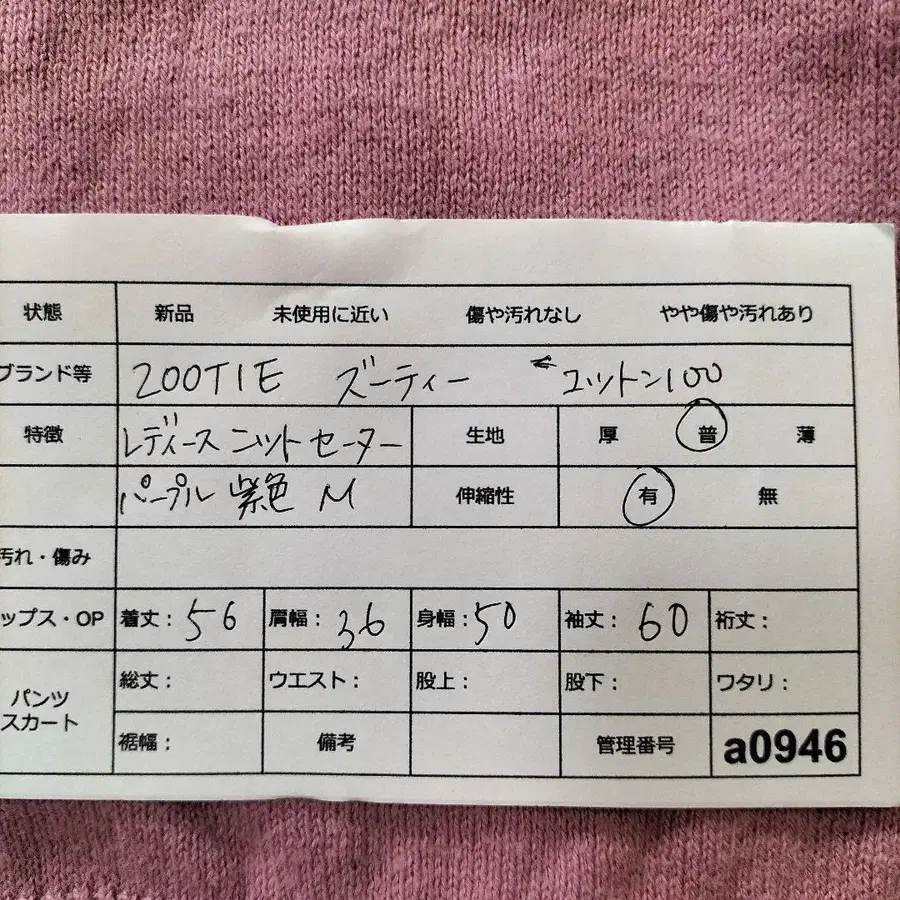 状態 新品 未使用に近い 傷や汚れなし やや傷や汚れあり
ブランド等 ZOOTIE ズーティー コットン100
特徴 レディース ニット セーター 生地 厚 普 薄
パープル 紫色 M 伸縮性 有 無
汚れ・傷み
ップス・OP 着丈: 56 肩幅: 36 身幅: 50 袖丈: 60 裄丈:
パンツ スカート 総丈: ウエスト: 股上: 股下: ワタリ:
裾幅: 備考 管理番号 a0946